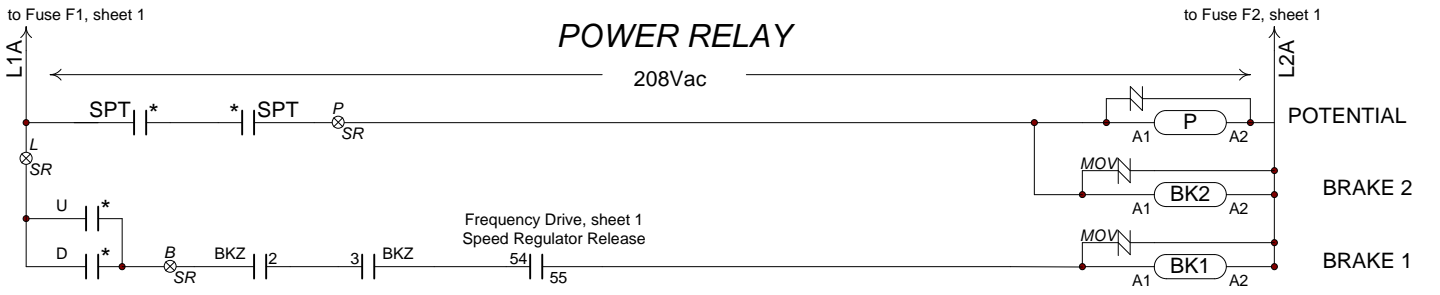 to Fuse F1, sheet 1
to Fuse F2, sheet 1
POWER RELAY
L1A
L2A
208Vac
SPT * * SPT P SR
A1 P A2 POTENTIAL
L
SR
MOV
A1 BK2 A2 BRAKE 2
U *
Frequency Drive, sheet 1
Speed Regulator Release
MOV
D * B SR BKZ 2 3 BKZ 54 55
A1 BK1 A2 BRAKE 1